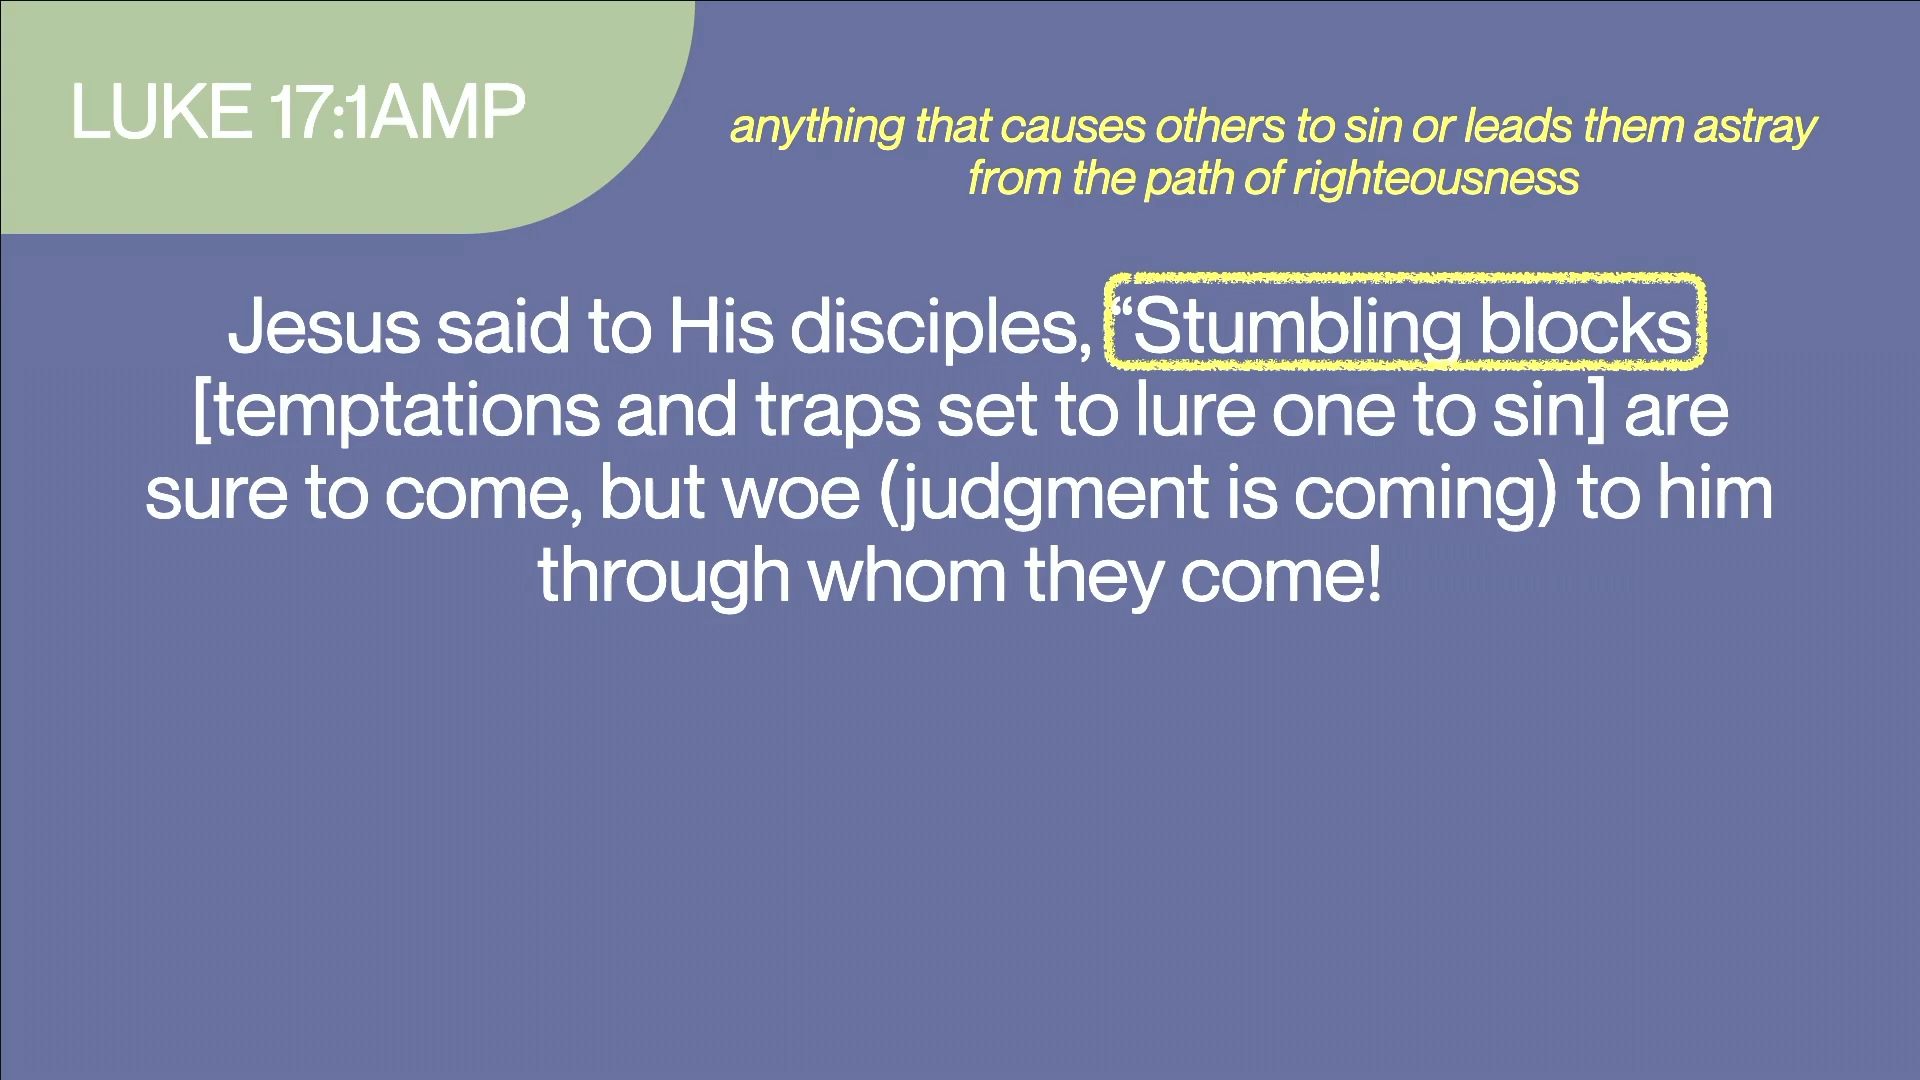 LUKE 17:1AMP
anything that causes others to sin or leads them astray
from the path of righteousness
Jesus said to His disciples, “Stumbling blocks
[temptations and traps set to lure one to sin] are
sure to come, but woe (judgment is coming) to him
through whom they come!